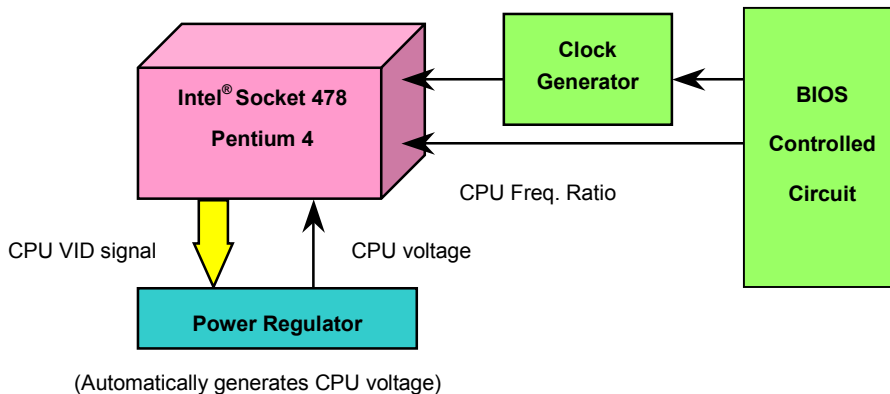 Intel® Socket 478
Pentium 4
Clock
Generator
BIOS
Controlled
Circuit
CPU Freq. Ratio
CPU VID signal
CPU voltage
Power Regulator
(Automatically generates CPU voltage)